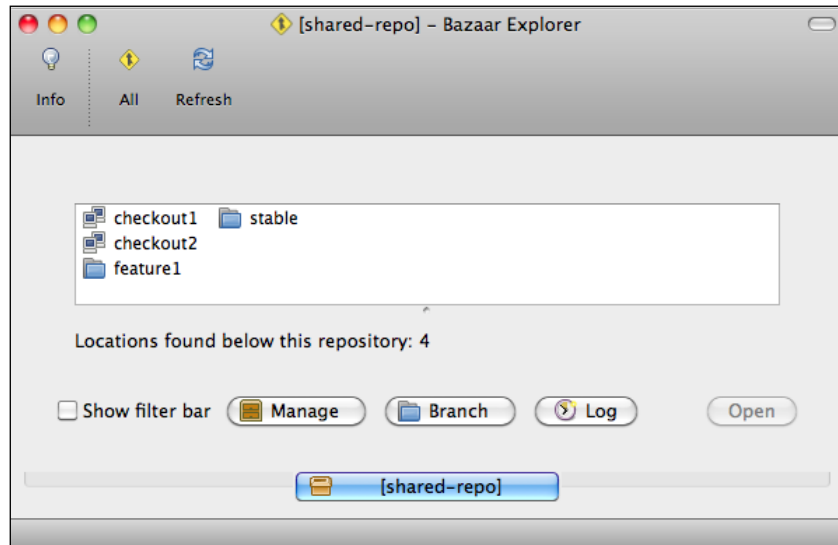 [shared-repo] – Bazaar Explorer
Info All Refresh
checkout1 stable
checkout2
feature1
Locations found below this repository: 4
Show filter bar Manage Branch Log Open
[shared-repo]